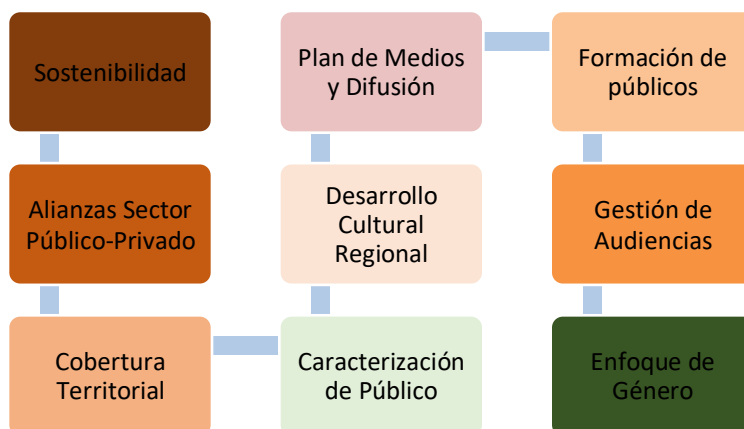 Sostenibilidad
Alianzas Sector
Público-Privado
Cobertura
Territorial
Caracterización
de Público
Desarrollo
Cultural
Regional
Plan de Medios
y Difusión
Formación de
públicos
Gestión de
Audiencias
Enfoque de
Género